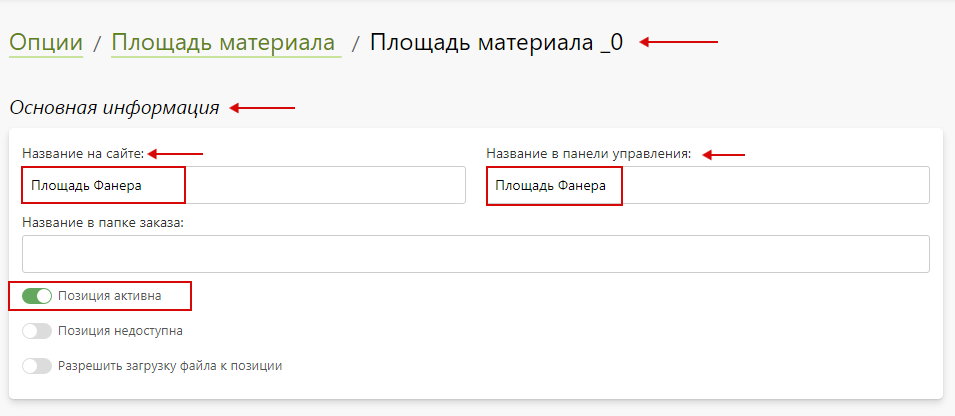 Опции / Площадь материала / Площадь материала _0
Основная информация
Название на сайте: Название в панели управления:
Площадь Фанера Площадь Фанера
Название в папке заказа:
Позиция активна
Позиция недоступна
Разрешить загрузку файла к позиции